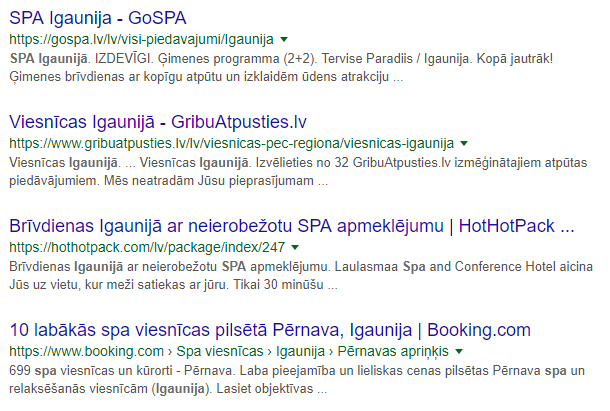 SPA Igaunija - GoSPA
https://gospa.lv/lv/visi-piedavajumi/Igaunija
SPA Igaunijā. IZDEVĪGI. Ģimenes programma (2+2). Tervise Paradiis / Igaunija. Kopā jautrāk!
Ģimenes brīvdienas ar kopīgu atpūtu un izklaidēm ūdens atrakciju ...
Viesnīcas Igaunijā - GribuAtpusties.lv
https://www.gribuatpusties.lv/lv/viesnicas-pec-regiona/viesnicas-igaunija
Viesnīcas Igaunijā. ... Viesnīcas Igaunijā. Izvēlieties no 32 GribuAtpusties.lv izmēģinātajiem atpūtas
piedāvājumiem. Mēs neatradām Jūsu pieprasījumam ...
Brīvdienas Igaunijā ar neierobežotu SPA apmeklējumu | HotHotPack ...
https://hothotpack.com/lv/package/index/247
Brīvdienas Igaunijā ar neierobežotu SPA apmeklējumu. Laulasmaa Spa and Conference Hotel aicina
Jūs uz vietu, kur meži satiekas ar jūru. Tikai 30 minūšu ...
10 labākās spa viesnīcas pilsētā Pērnava, Igaunija | Booking.com
https://www.booking.com › Spa viesnīcas › Igaunija › Pērnavas apriņķis
699 spa viesnīcas un kūrorti - Pērnava. Laba pieejamība un lieliskas cenas pilsētas Pērnava spa un
relaksēšanās viesnīcām (Igaunija). Lasiet objektīvas ...